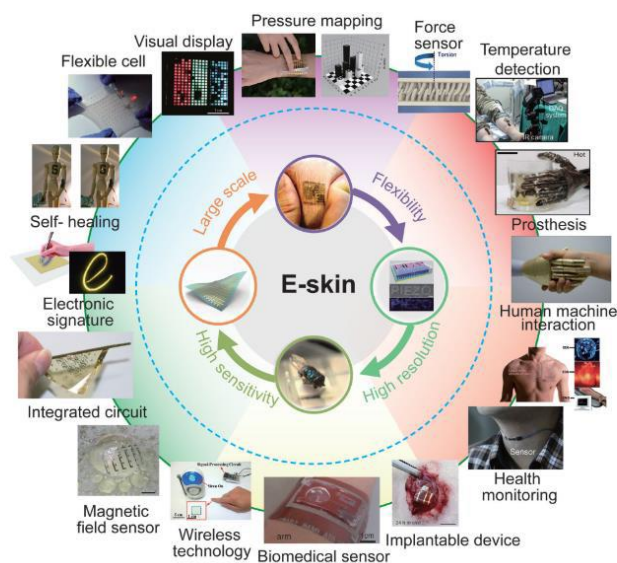 Pressure mapping
Visual display
Force
sensor
Torsion
Flexible cell
Temperature
detection
IR camera
Hot
Self- healing
Prosthesis
Large scale
Flexibility
E-skin
PIEZO
High sensitivity
High resolution
Electronic
signature
Human machine
interaction
Integrated circuit
Sensor
Health
monitoring
Magnetic
field sensor
Wireless
technology
arm
Biomedical sensor
Implantable device